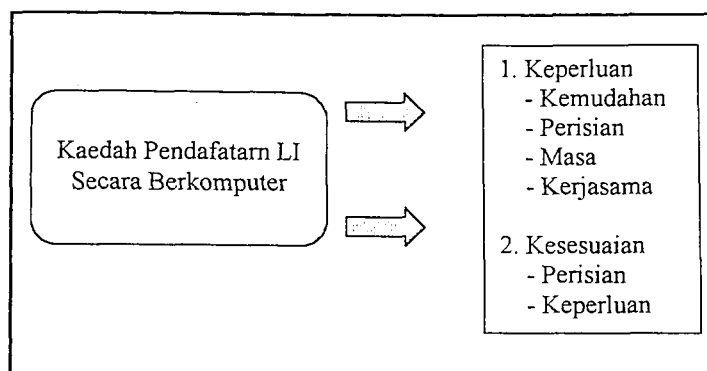 Kaedah Pendafatarn LI
Secara Berkomputer
1. Keperluan
- Kemudahan
- Perisian
- Masa
- Kerjasama
2. Kesesuaian
- Perisian
- Keperluan